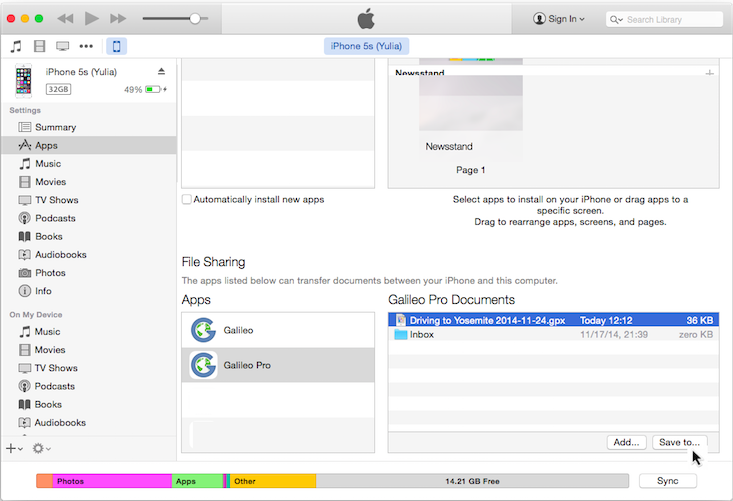 Sign In
Search Library
iPhone 5s (Yulia)
iPhone 5s (Yulia)
32GB
49%
Settings
Summary
Apps
Music
Movies
TV Shows
Podcasts
Books
Audiobooks
Photos
Info
On My Device
Music
Movies
TV Shows
Podcasts
Books
Audiobooks
Newsstand
Newsstand
Page 1
Automatically install new apps
Select apps to install on your iPhone or drag apps to a
specific screen.
Drag to rearrange apps, screens, and pages.
File Sharing
The apps listed below can transfer documents between your iPhone and this computer.
Apps
Galileo
Galileo Pro
Galileo Pro Documents
Driving to Yosemite 2014-11-24.gpx Today 12:12 36 KB
Inbox 11/17/14, 21:39 zero KB
Add...
Save to...
Photos
Apps
Other
14.21 GB Free
Sync